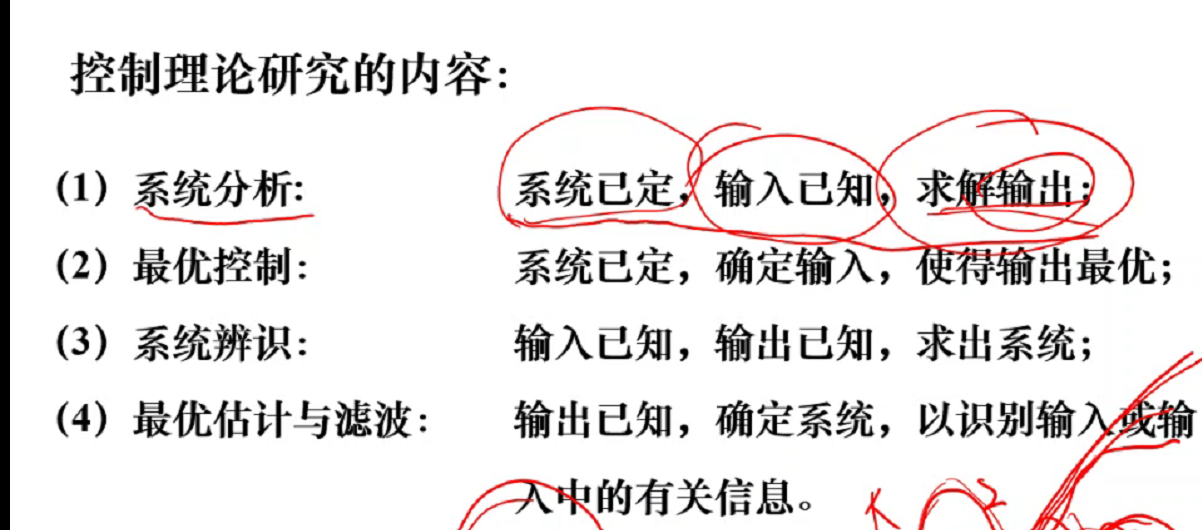 控制理论研究的内容：
（1）系统分析： 系统已定，输入已知，求解输出；
（2）最优控制： 系统已定，确定输入，使得输出最优；
（3）系统辨识： 输入已知，输出已知，求出系统；
（4）最优估计与滤波： 输出已知，确定系统，以识别输入或输
入中的有关信息。